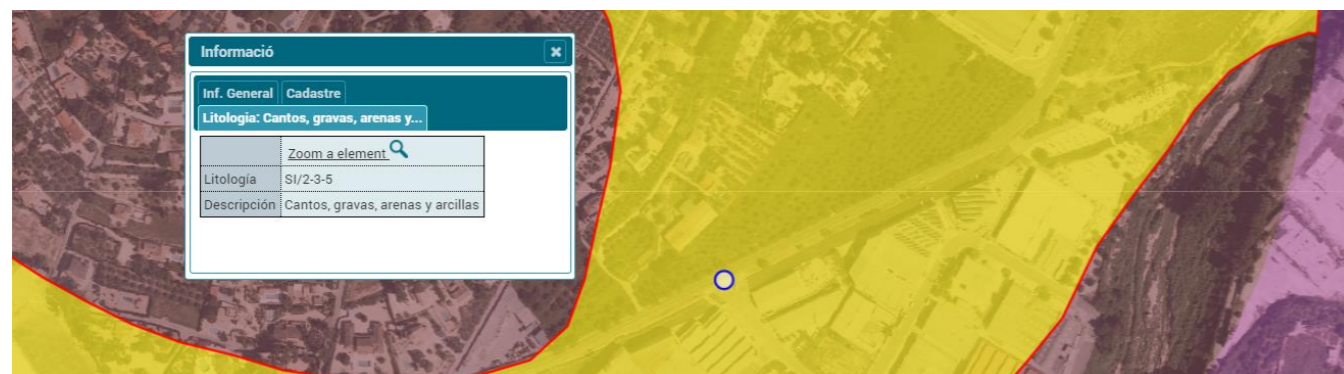 Informació
Inf. General Cadastre
Litologia: Cantos, gravas, arenas y...
Zoom a element
Litología SI/2-3-5
Descripción Cantos, gravas, arenas y arcillas